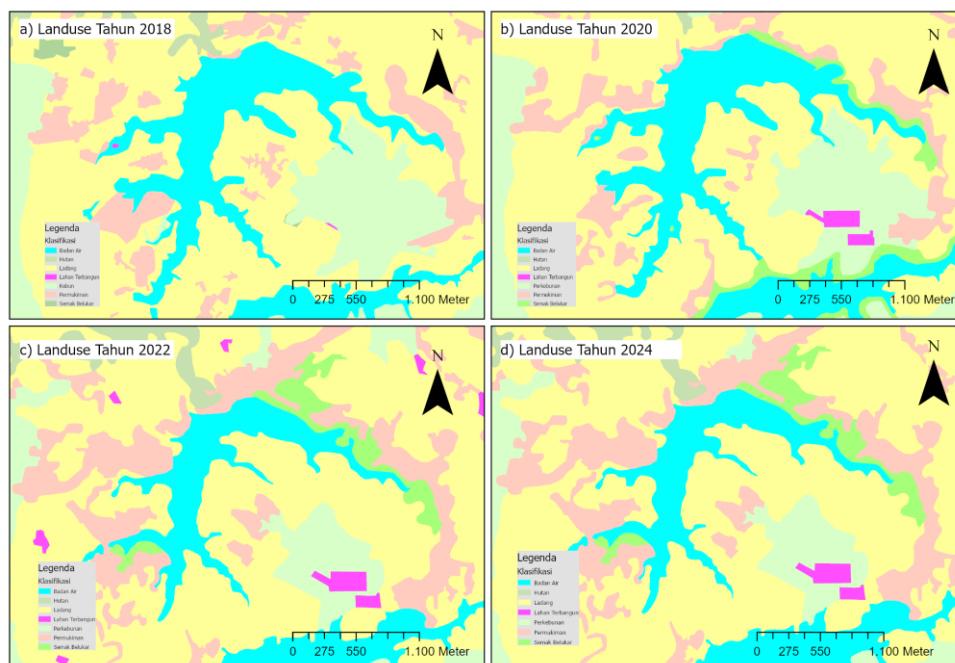 a) Landuse Tahun 2018
N
Legenda
Klasifikasi
Badan Air
Hutan
Ladang
Lahan Terbangun
Kebun
Permukiman
Semak Belukar
0 275 550 1.100 Meter
b) Landuse Tahun 2020
N
Legenda
Klasifikasi
Badan Air
Hutan
Ladang
Lahan Terbangun
Perkebunan
Permukiman
Semak Belukar
0 275 550 1.100 Meter
c) Landuse Tahun 2022
N
Legenda
Klasifikasi
Badan Air
Hutan
Ladang
Lahan Terbangun
Perkebunan
Permukiman
Semak Belukar
0 275 550 1.100 Meter
d) Landuse Tahun 2024
N
Legenda
Klasifikasi
Badan Air
Hutan
Ladang
Lahan Terbangun
Perkebunan
Permukiman
Semak Belukar
0 275 550 1.100 Meter